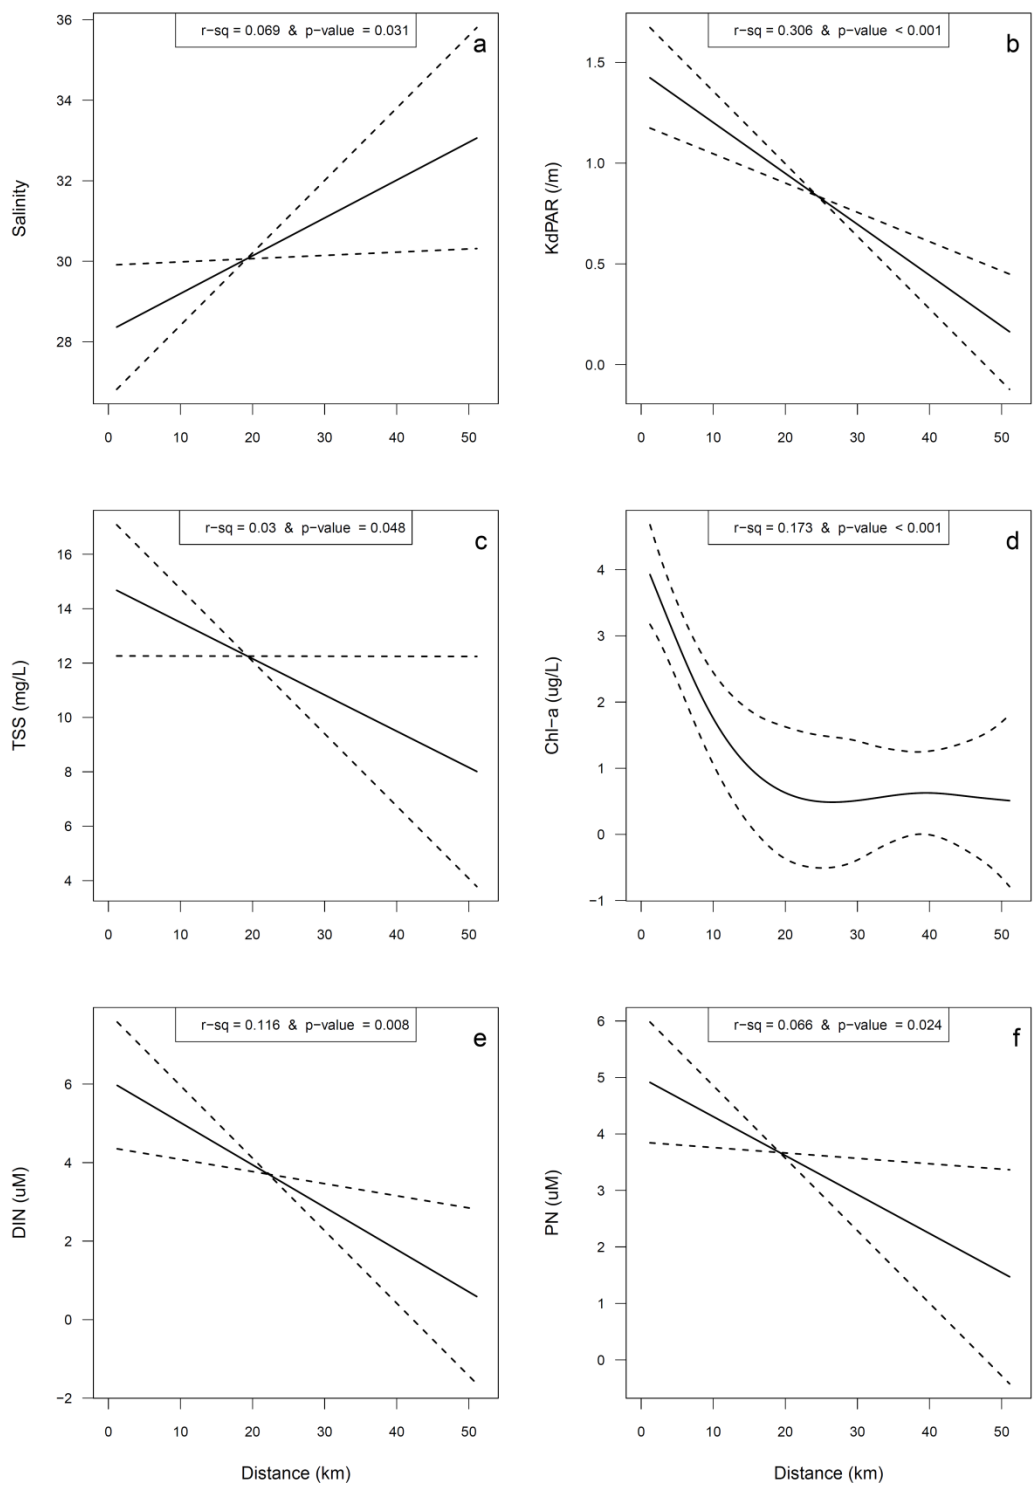 r−sq = 0.069 & p−value = 0.031
a
Salinity
36
34
32
30
28
0 10 20 30 40 50
r−sq = 0.306 & p−value < 0.001
b
KdPAR (/m)
1.5
1.0
0.5
0.0
0 10 20 30 40 50
r−sq = 0.03 & p−value = 0.048
c
TSS (mg/L)
16
14
12
10
8
6
4
0 10 20 30 40 50
r−sq = 0.173 & p−value < 0.001
d
Chl−a (ug/L)
4
3
2
1
0
−1
0 10 20 30 40 50
r−sq = 0.116 & p−value = 0.008
e
DIN (uM)
6
4
2
0
−2
0 10 20 30 40 50
Distance (km)
r−sq = 0.066 & p−value = 0.024
f
PN (uM)
6
5
4
3
2
1
0
0 10 20 30 40 50
Distance (km)